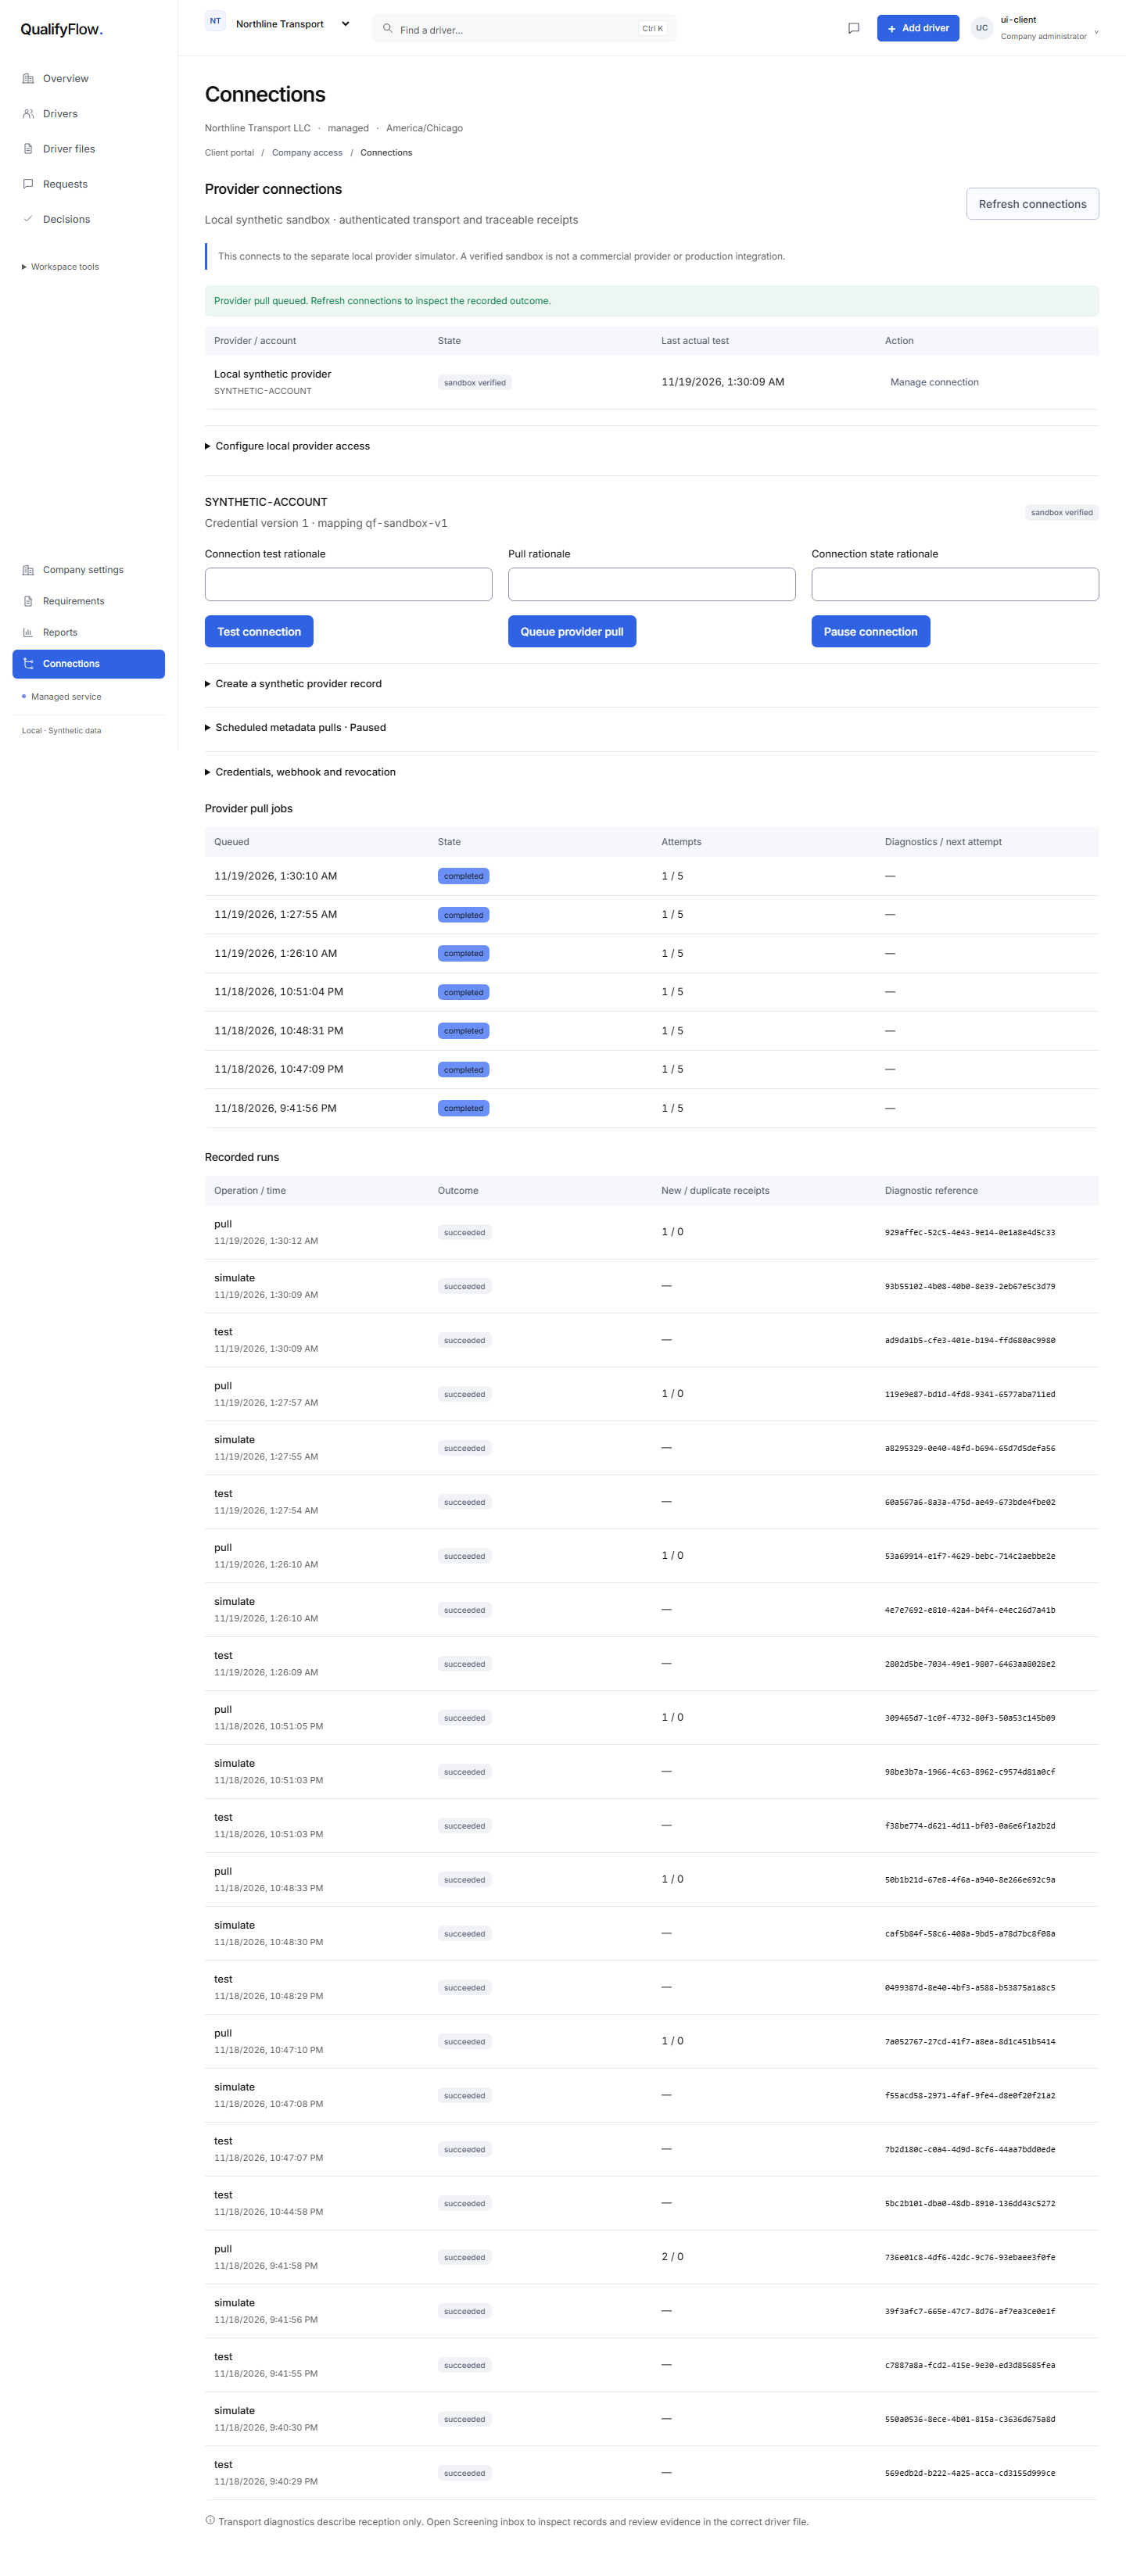 QualifyFlow.
Overview
Drivers
Driver files
Requests
Decisions
Workspace tools
Company settings
Requirements
Reports
Connections
Managed service
Local · Synthetic data
NT Northline Transport
Find a driver... Ctrl K
+ Add driver
UC ui-client
Company administrator
Connections
Northline Transport LLC · managed · America/Chicago
Client portal / Company access / Connections
Provider connections
Local synthetic sandbox · authenticated transport and traceable receipts
Refresh connections
This connects to the separate local provider simulator. A verified sandbox is not a commercial provider or production integration.
Provider pull queued. Refresh connections to inspect the recorded outcome.
Provider / account State Last actual test Action
Local synthetic provider
SYNTHETIC-ACCOUNT
sandbox verified 11/19/2026, 1:30:09 AM Manage connection
Configure local provider access
SYNTHETIC-ACCOUNT
Credential version 1 · mapping qf-sandbox-v1
sandbox verified
Connection test rationale Pull rationale Connection state rationale
Test connection Queue provider pull Pause connection
Create a synthetic provider record
Scheduled metadata pulls · Paused
Credentials, webhook and revocation
Provider pull jobs
Queued State Attempts Diagnostics / next attempt
11/19/2026, 1:30:10 AM completed 1 / 5 —
11/19/2026, 1:27:55 AM completed 1 / 5 —
11/19/2026, 1:26:10 AM completed 1 / 5 —
11/18/2026, 10:51:04 PM completed 1 / 5 —
11/18/2026, 10:48:31 PM completed 1 / 5 —
11/18/2026, 10:47:09 PM completed 1 / 5 —
11/18/2026, 9:41:56 PM completed 1 / 5 —
Recorded runs
Operation / time Outcome New / duplicate receipts Diagnostic reference
pull
11/19/2026, 1:30:12 AM succeeded 1 / 0 929affec-52c5-4e43-9e14-0e1a8e4d5c33
simulate
11/19/2026, 1:30:09 AM succeeded — 93b55102-4b08-40b0-8e39-2eb67e5c3d79
test
11/19/2026, 1:30:09 AM succeeded — ad9da1b5-cfe3-401e-b194-ffd680ac9980
pull
11/19/2026, 1:27:57 AM succeeded 1 / 0 119e9e87-bd1d-4fd8-9341-6577aba711ed
simulate
11/19/2026, 1:27:55 AM succeeded — a8295329-0e40-48fd-b694-65d7d5defa56
test
11/19/2026, 1:27:54 AM succeeded — 60a567a6-8a3a-475d-ae49-673bde4fbe02
pull
11/19/2026, 1:26:10 AM succeeded 1 / 0 53a69914-e1f7-4629-bebc-714c2aebbe2e
simulate
11/19/2026, 1:26:10 AM succeeded — 4e7e7692-e810-42a4-b4f4-e4ec26d7a41b
test
11/19/2026, 1:26:09 AM succeeded — 2802d5be-7034-49e1-9807-6463aa8028e2
pull
11/18/2026, 10:51:05 PM succeeded 1 / 0 309465d7-1c0f-4732-80f3-50a53c145b09
simulate
11/18/2026, 10:51:03 PM succeeded — 98be3b7a-1966-4c63-8962-c9574d81a0cf
test
11/18/2026, 10:51:03 PM succeeded — f38be774-d621-4d11-bf03-0a6e6f1a2b2d
pull
11/18/2026, 10:48:33 PM succeeded 1 / 0 50b1b21d-67e8-4f6a-a940-8e266e692c9a
simulate
11/18/2026, 10:48:30 PM succeeded — caf5b84f-58c6-408a-9bd5-a78d7bc8f08a
test
11/18/2026, 10:48:29 PM succeeded — 0499387d-8e40-4bf3-a588-b53875a1a8c5
pull
11/18/2026, 10:47:10 PM succeeded 1 / 0 7a052767-27cd-41f7-a8ea-8d1c451b5414
simulate
11/18/2026, 10:47:08 PM succeeded — f55acd58-2971-4faf-9fe4-d8e0f20f21a2
test
11/18/2026, 10:47:07 PM succeeded — 7b2d180c-c0a4-4d9d-8cf6-44aa7bdd0ede
test
11/18/2026, 10:44:58 PM succeeded — 5bc2b101-dba0-48db-8910-136dd43c5272
pull
11/18/2026, 9:41:58 PM succeeded 2 / 0 736e01c8-4df6-42dc-9c76-93ebaee3f0fe
simulate
11/18/2026, 9:41:56 PM succeeded — 39f3afc7-665e-47c7-8d76-af7ea3ce0e1f
test
11/18/2026, 9:41:55 PM succeeded — c7887a8a-fcd2-415e-9e30-ed3d85685fea
simulate
11/18/2026, 9:40:30 PM succeeded — 550a0536-8ece-4b01-815a-c3636d675a8d
test
11/18/2026, 9:40:29 PM succeeded — 569edb2d-b222-4a25-acca-cd3155d999ce
Transport diagnostics describe reception only. Open Screening inbox to inspect records and review evidence in the correct driver file.